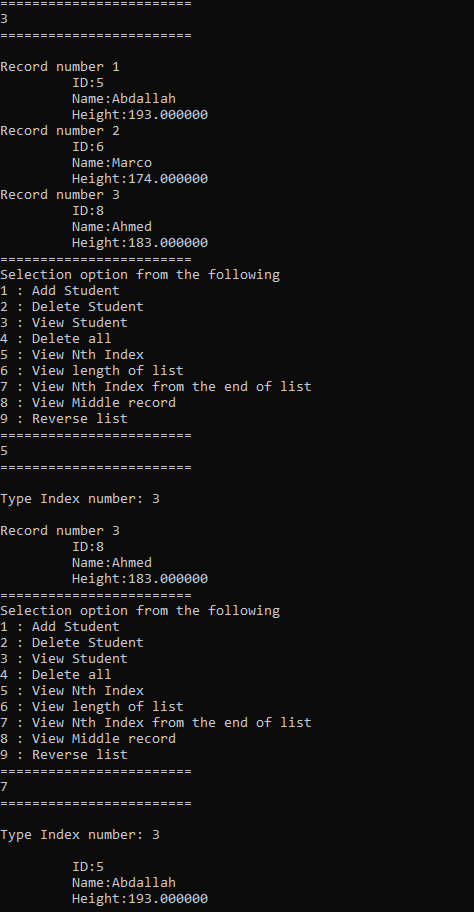 ========================
3
========================

Record number 1
         ID:5
         Name:Abdallah
         Height:193.000000
Record number 2
         ID:6
         Name:Marco
         Height:174.000000
Record number 3
         ID:8
         Name:Ahmed
         Height:183.000000
========================
Selection option from the following
1 : Add Student
2 : Delete Student
3 : View Student
4 : Delete all
5 : View Nth Index
6 : View length of list
7 : View Nth Index from the end of list
8 : View Middle record
9 : Reverse list
========================
5
========================

Type Index number: 3

Record number 3
         ID:8
         Name:Ahmed
         Height:183.000000
========================
Selection option from the following
1 : Add Student
2 : Delete Student
3 : View Student
4 : Delete all
5 : View Nth Index
6 : View length of list
7 : View Nth Index from the end of list
8 : View Middle record
9 : Reverse list
========================
7
========================

Type Index number: 3

         ID:5
         Name:Abdallah
         Height:193.000000